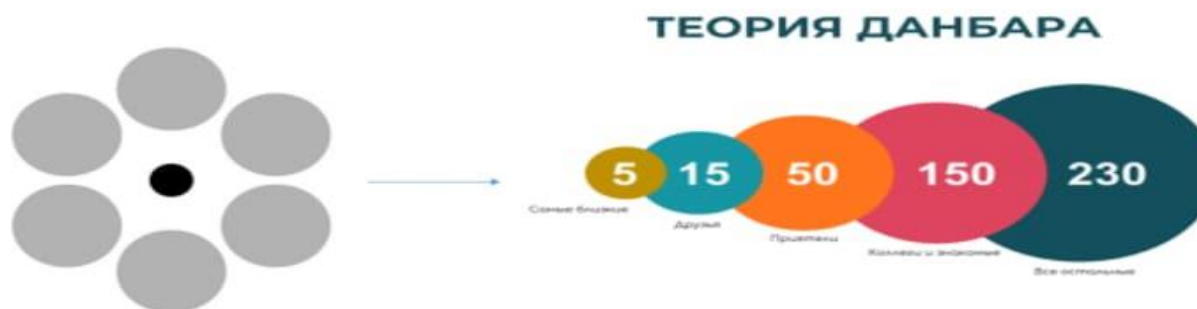 ТЕОРИЯ ДАНБАРА
5
15
50
150
230
Самые близкие
Друзья
Приятели
Коллеги и знакомые
Все остальные